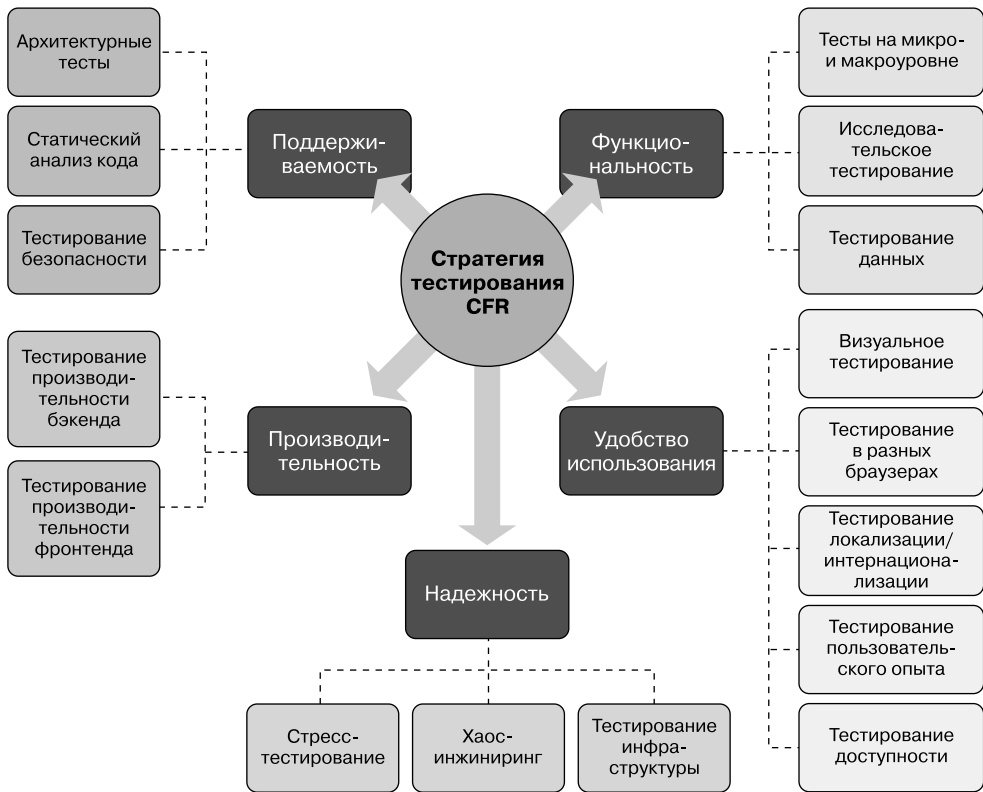 Архитектурные
тесты
Статический
анализ кода
Тестирование
безопасности
Поддержи-
ваемость
Функцио-
нальность
Тесты на микро-
и макроуровне
Исследова-
тельское
тестирование
Тестирование
данных
Стратегия
тестирования
CFR
Тестирование
производи-
тельности
бэкенда
Тестирование
производи-
тельности
фронтенда
Производи-
тельность
Удобство
использования
Визуальное
тестирование
Тестирование
в разных
браузерах
Тестирование
локализации/
интернациона-
лизации
Тестирование
пользователь-
ского опыта
Тестирование
доступности
Надежность
Стресс-
тестирование
Хаос-
инжиниринг
Тестирование
инфра-
структуры